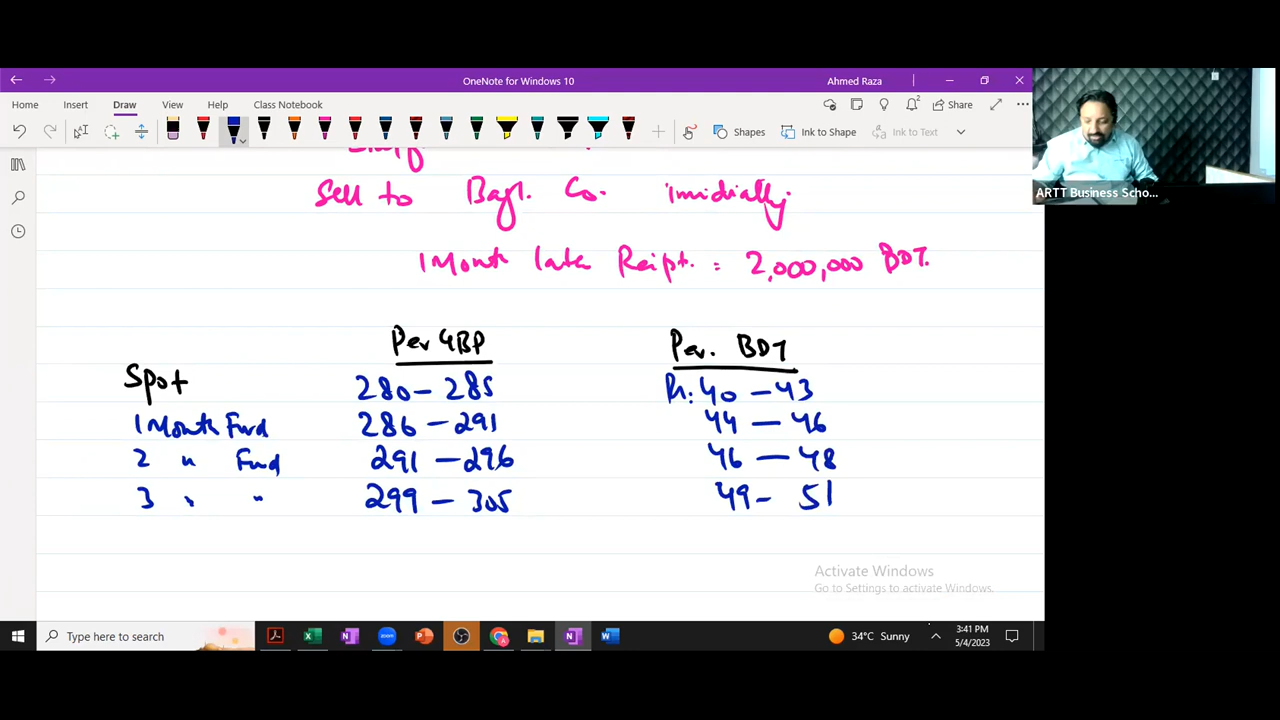 OneNote for Windows 10
Ahmed Raza
Home Insert Draw View Help Class Notebook Share
Shapes Ink to Shape Ink to Text
Sell to Bagl. Co. imidially.
1 Month later Reipt. = 2,000,000 BDT.
Per GBP Per. BDT
Spot 280 – 285 Rs. 40 – 43
1 Month Fwd 286 – 291 44 – 46
2 " Fwd 291 – 296 46 – 48
3 " " 299 – 305 49 – 51
Activate Windows
Go to Settings to activate Windows.
Type here to search
34°C Sunny
3:41 PM
5/4/2023
ARTT Business Scho...